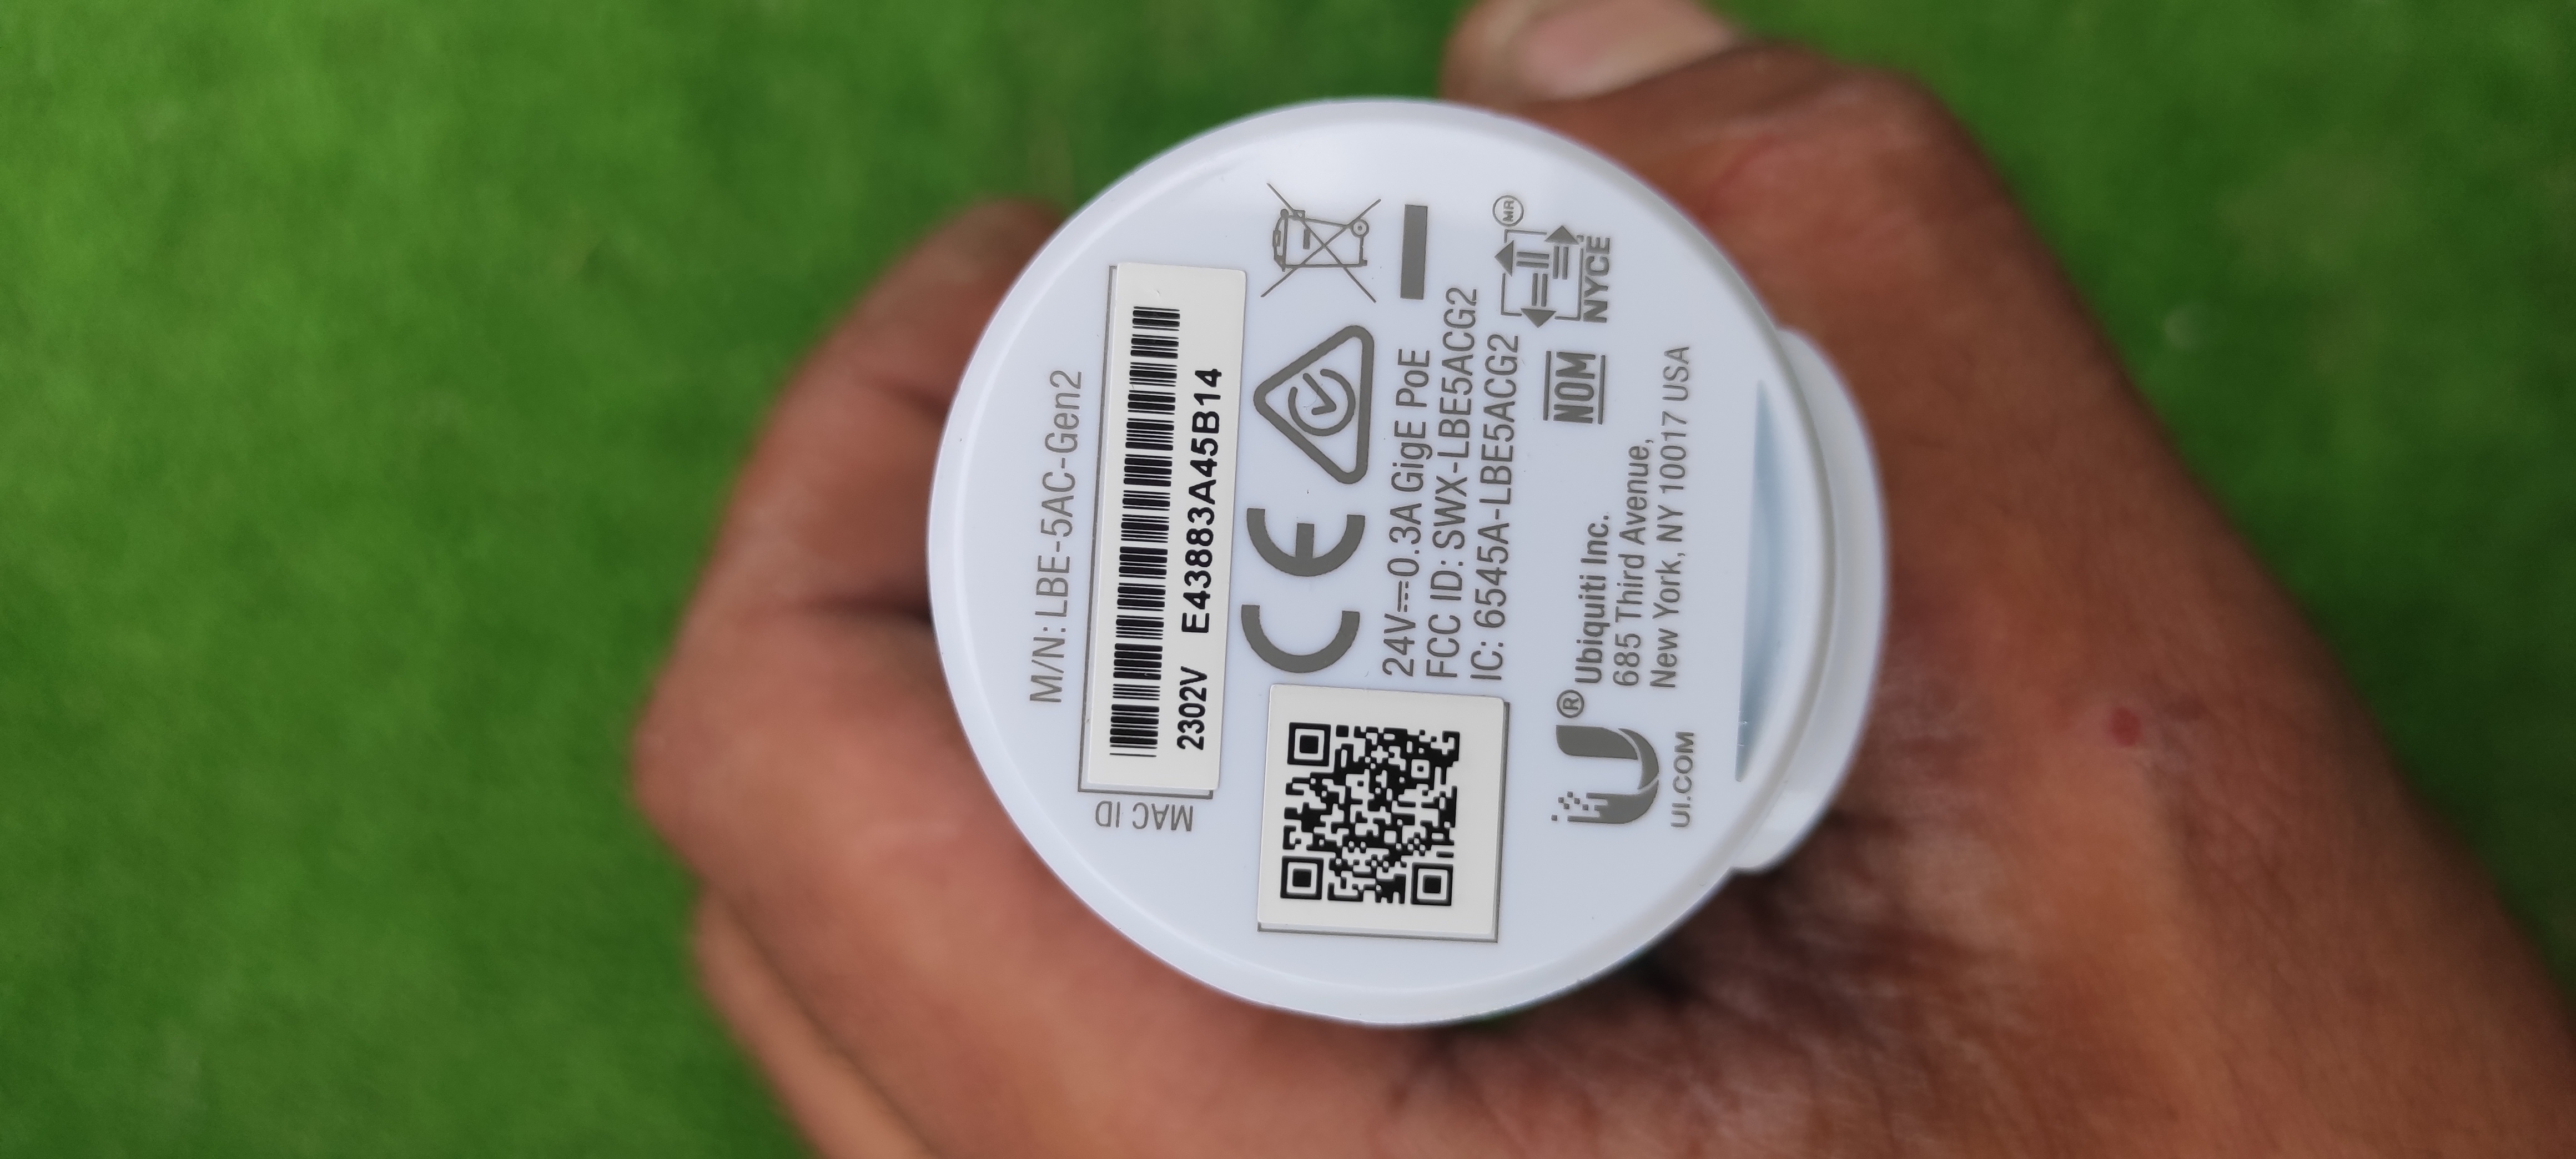 M/N: LBE-5AC-Gen2
MAC ID
2302V E43883A45B14
CE
24V⎓0.3A GigE PoE
FCC ID: SWX-LBE5ACG2
IC: 6545A-LBE5ACG2
NOM
NYCE
MR
U®
Ubiquiti Inc.
685 Third Avenue,
New York, NY 10017 USA
UI.COM